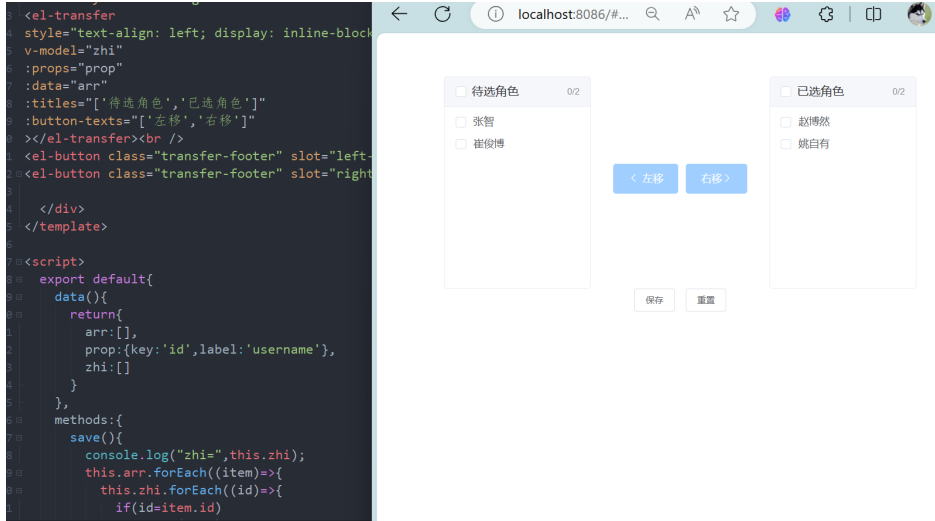 <el-transfer
style="text-align: left; display: inline-block
v-model="zhi"
:props="prop"
:data="arr"
:titles="['待选角色','已选角色']"
:button-texts="['左移','右移']"
></el-transfer><br />
<el-button class="transfer-footer" slot="left-
<el-button class="transfer-footer" slot="right
</div>
</template>
<script>
export default{
data(){
return{
arr:[],
prop:{key:'id',label:'username'},
zhi:[]
}
},
methods:{
save(){
console.log("zhi=",this.zhi);
this.arr.forEach((item)=>{
this.zhi.forEach((id)=>{
if(id=item.id)
localhost:8086/#...
待选角色 0/2
张智
崔俊博
< 左移
右移 >
已选角色 0/2
赵博然
姚白有
保存
重置